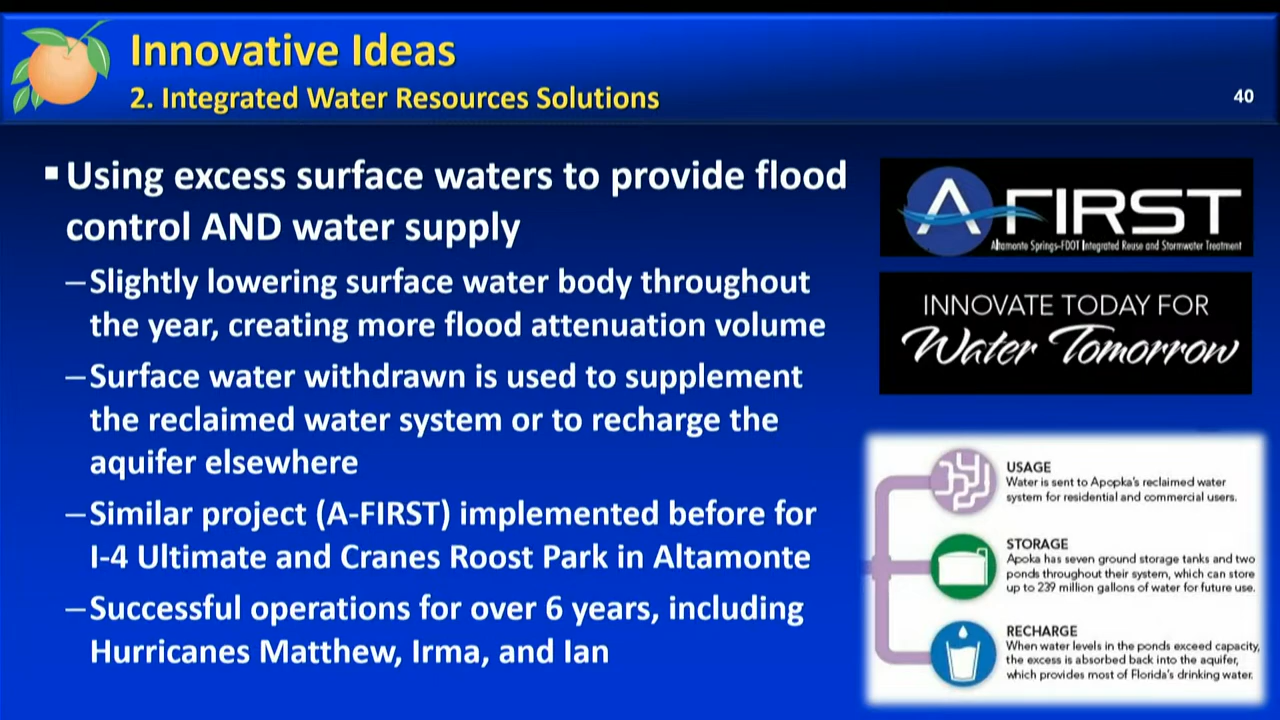 Innovative Ideas
2. Integrated Water Resources Solutions
40
▪ Using excess surface waters to provide flood
control AND water supply
– Slightly lowering surface water body throughout
the year, creating more flood attenuation volume
– Surface water withdrawn is used to supplement
the reclaimed water system or to recharge the
aquifer elsewhere
– Similar project (A-FIRST) implemented before for
I-4 Ultimate and Cranes Roost Park in Altamonte
– Successful operations for over 6 years, including
Hurricanes Matthew, Irma, and Ian
A FIRST
Altamonte Springs-FDOT Integrated Reuse and Stormwater Treatment
INNOVATE TODAY FOR
Water Tomorrow
USAGE
Water is sent to Apopka's reclaimed water
system for residential and commercial users.
STORAGE
Apoka has seven ground storage tanks and two
ponds throughout their system, which can store
up to 239 million gallons of water for future use.
RECHARGE
When water levels in the ponds exceed capacity,
the excess is absorbed back into the aquifer,
which provides most of Florida's drinking water.